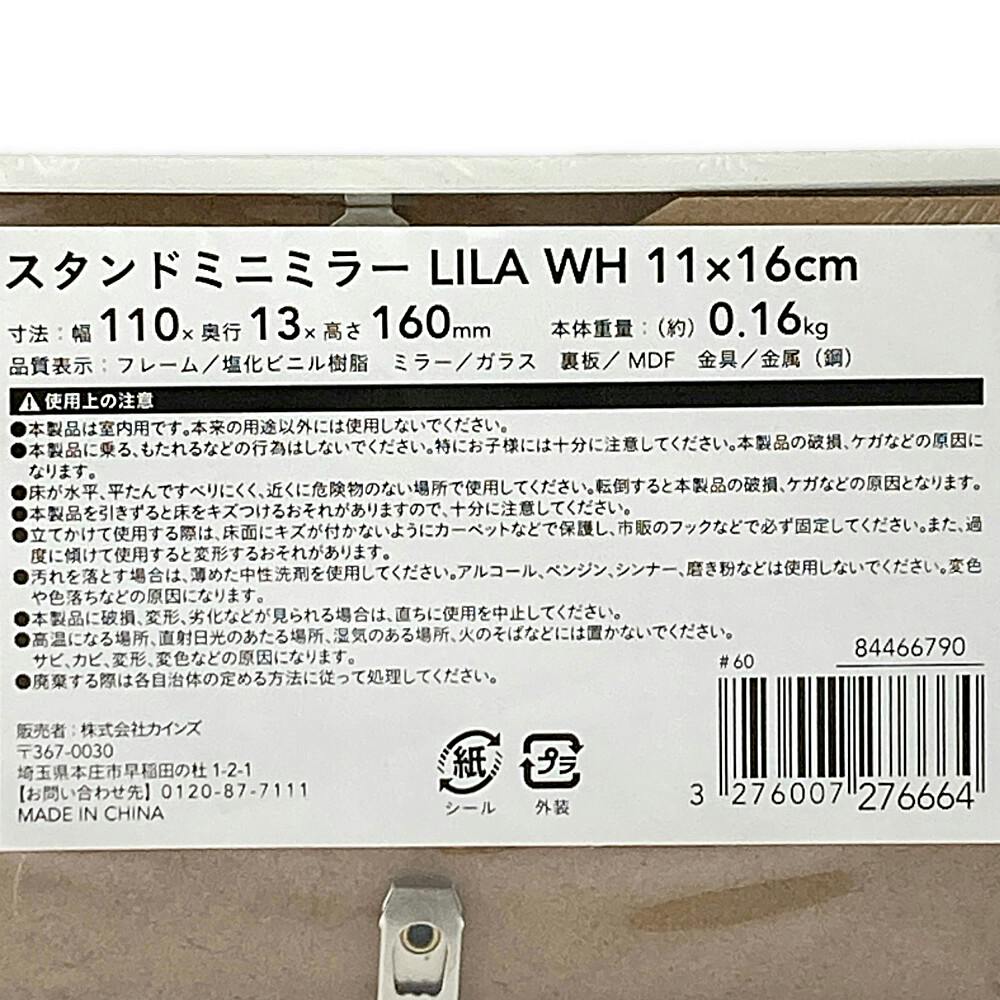 スタンドミニミラー LILA WH 11×16cm
寸法：幅 110× 奥行 13× 高さ 160mm 本体重量：（約）0.16kg
品質表示：フレーム／塩化ビニル樹脂 ミラー／ガラス 裏板／MDF 金具／金属（鋼）
⚠使用上の注意
●本製品は室内用です。本来の用途以外には使用しないでください。
●本製品に乗る、もたれるなどの行為はしないでください。特にお子様には十分に注意してください。本製品の破損、ケガなどの原因に
なります。
●床が水平、平たんですべりにくく、近くに危険物のない場所で使用してください。転倒すると本製品の破損、ケガなどの原因となります。
●本製品を引きずると床をキズつけるおそれがありますので、十分に注意してください。
●立てかけて使用する際は、床面にキズが付かないようにカーペットなどで保護し、市販のフックなどで必ず固定してください。また、過
度に傾けて使用すると変形するおそれがあります。
●汚れを落とす場合は、薄めた中性洗剤を使用してください。アルコール、ベンジン、シンナー、磨き粉などは使用しないでください。変色
や色落ちなどの原因になります。
●本製品に破損、変形、劣化などが見られる場合は、直ちに使用を中止してください。
●高温になる場所、直射日光のあたる場所、湿気のある場所、火のそばなどには置かないでください。
サビ、カビ、変形、変色などの原因になります。
●廃棄する際は各自治体の定める方法に従って処理してください。
#60 84466790
販売者：株式会社カインズ
〒367-0030
埼玉県本庄市早稲田の杜 1-2-1
【お問い合わせ先】0120-87-7111
MADE IN CHINA
紙 プラ
シール 外装
3 276007 276664